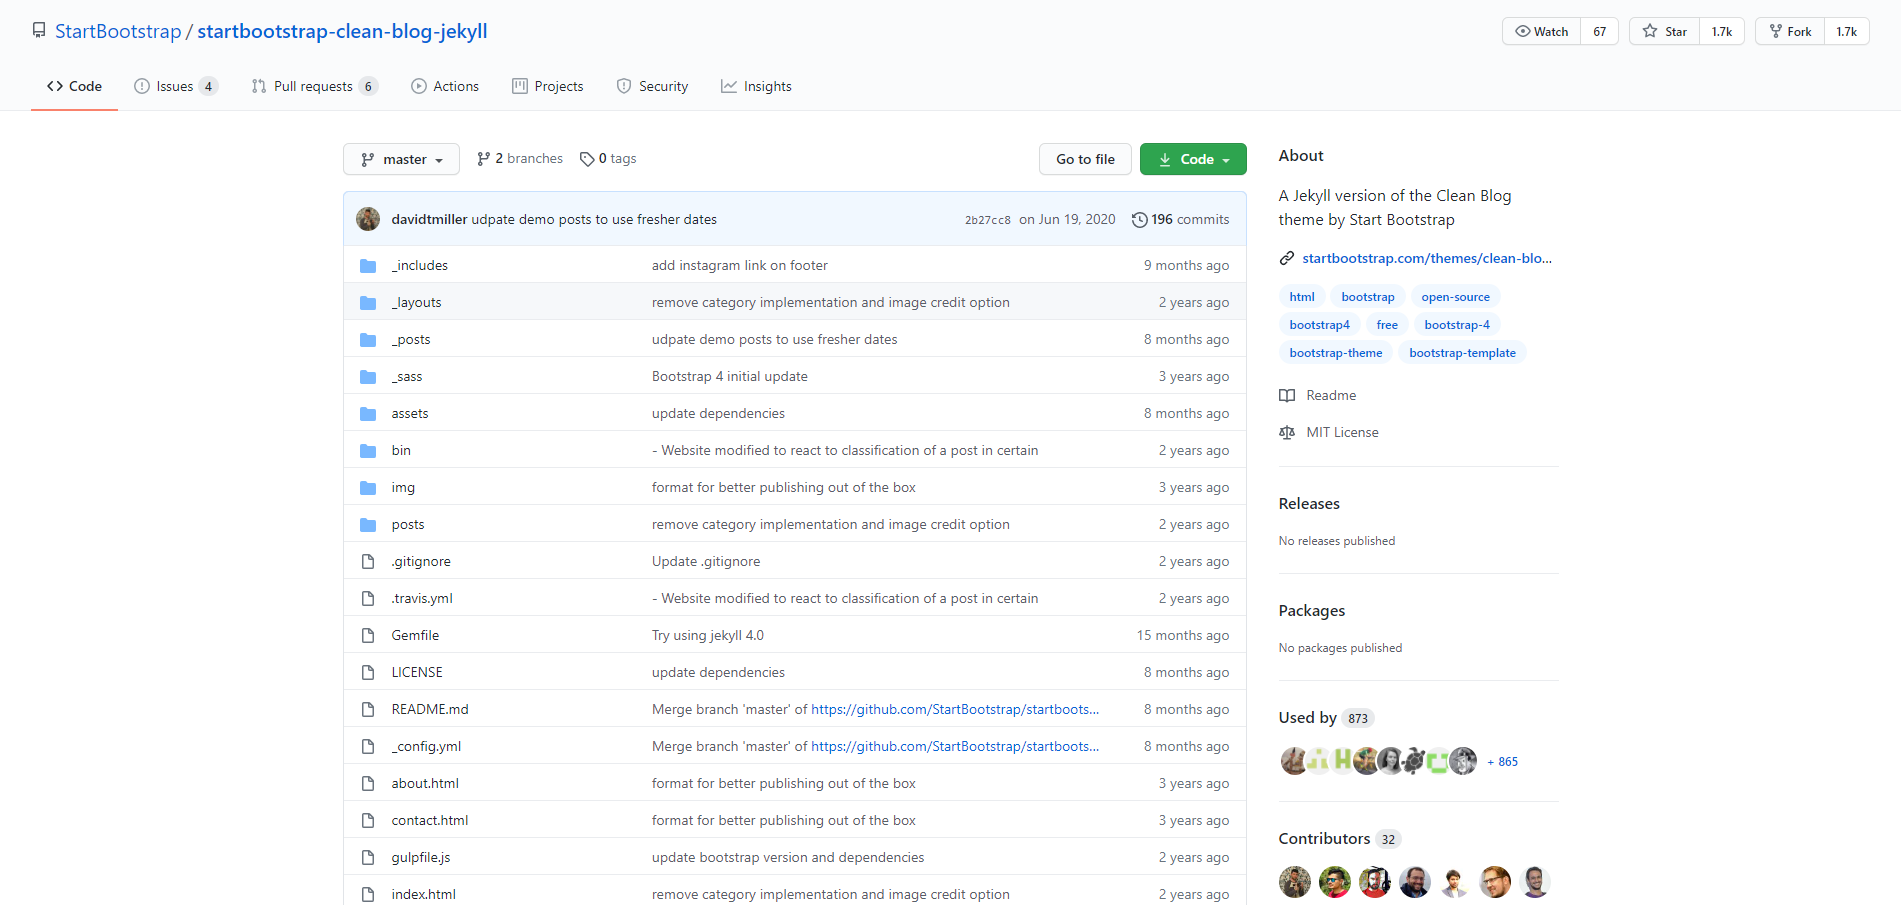 StartBootstrap / startbootstrap-clean-blog-jekyll
Watch 67 Star 1.7k Fork 1.7k
Code Issues 4 Pull requests 6 Actions Projects Security Insights
master 2 branches 0 tags Go to file Code
davidtmiller udpate demo posts to use fresher dates 2b27cc8 on Jun 19, 2020 196 commits
_includes add instagram link on footer 9 months ago
_layouts remove category implementation and image credit option 2 years ago
_posts udpate demo posts to use fresher dates 8 months ago
_sass Bootstrap 4 initial update 3 years ago
assets update dependencies 8 months ago
bin - Website modified to react to classification of a post in certain 2 years ago
img format for better publishing out of the box 3 years ago
posts remove category implementation and image credit option 2 years ago
.gitignore Update .gitignore 2 years ago
.travis.yml - Website modified to react to classification of a post in certain 2 years ago
Gemfile Try using jekyll 4.0 15 months ago
LICENSE update dependencies 8 months ago
README.md Merge branch 'master' of https://github.com/StartBootstrap/startboots... 8 months ago
_config.yml Merge branch 'master' of https://github.com/StartBootstrap/startboots... 8 months ago
about.html format for better publishing out of the box 3 years ago
contact.html format for better publishing out of the box 3 years ago
gulpfile.js update bootstrap version and dependencies 2 years ago
index.html remove category implementation and image credit option 2 years ago
About
A Jekyll version of the Clean Blog
theme by Start Bootstrap
startbootstrap.com/themes/clean-blo...
html bootstrap open-source
bootstrap4 free bootstrap-4
bootstrap-theme bootstrap-template
Readme
MIT License
Releases
No releases published
Packages
No packages published
Used by 873
+ 865
Contributors 32